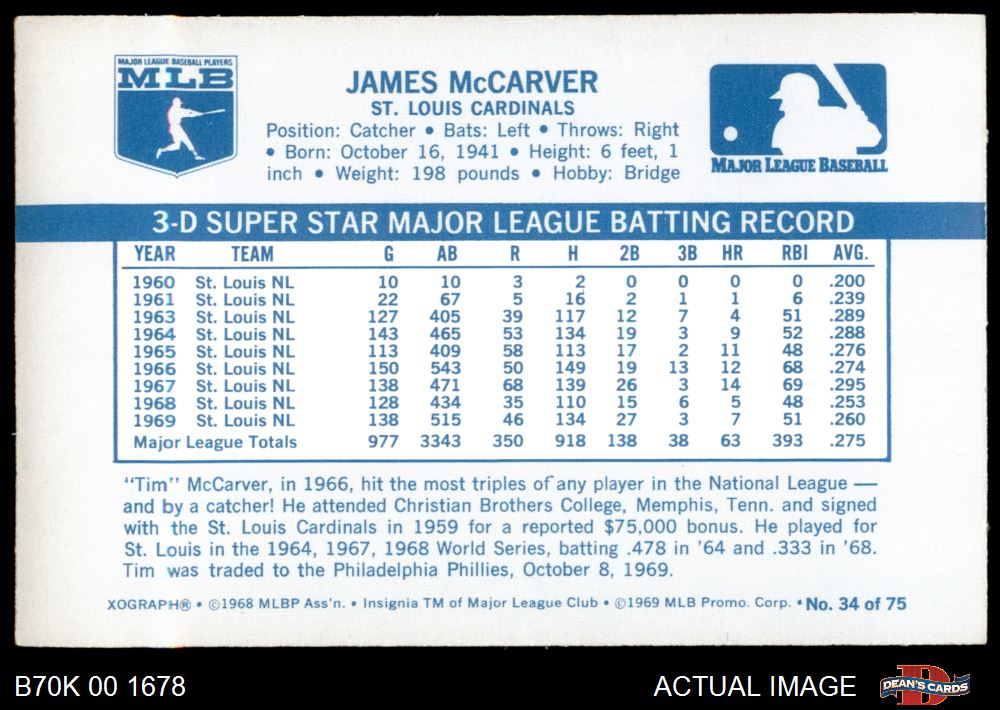 MAJOR LEAGUE BASEBALL PLAYERS
MLB
JAMES McCARVER
ST. LOUIS CARDINALS
Position: Catcher • Bats: Left • Throws: Right
• Born: October 16, 1941 • Height: 6 feet, 1
inch • Weight: 198 pounds • Hobby: Bridge
MAJOR LEAGUE BASEBALL
3-D SUPER STAR MAJOR LEAGUE BATTING RECORD
YEAR TEAM G AB R H 2B 3B HR RBI AVG.
1960 St. Louis NL 10 10 3 2 0 0 0 0 .200
1961 St. Louis NL 22 67 5 16 2 1 1 6 .239
1963 St. Louis NL 127 405 39 117 12 7 4 51 .289
1964 St. Louis NL 143 465 53 134 19 3 9 52 .288
1965 St. Louis NL 113 409 58 113 17 2 11 48 .276
1966 St. Louis NL 150 543 50 149 19 13 12 68 .274
1967 St. Louis NL 138 471 68 139 26 3 14 69 .295
1968 St. Louis NL 128 434 35 110 15 6 5 48 .253
1969 St. Louis NL 138 515 46 134 27 3 7 51 .260
Major League Totals 977 3343 350 918 138 38 63 393 .275
"Tim" McCarver, in 1966, hit the most triples of any player in the National League —
and by a catcher! He attended Christian Brothers College, Memphis, Tenn. and signed
with the St. Louis Cardinals in 1959 for a reported $75,000 bonus. He played for
St. Louis in the 1964, 1967, 1968 World Series, batting .478 in '64 and .333 in '68.
Tim was traded to the Philadelphia Phillies, October 8, 1969.
XOGRAPH® • ©1968 MLBP Ass'n. • Insignia TM of Major League Club • ©1969 MLB Promo. Corp. • No. 34 of 75
B70K 00 1678 ACTUAL IMAGE DEAN'S CARDS